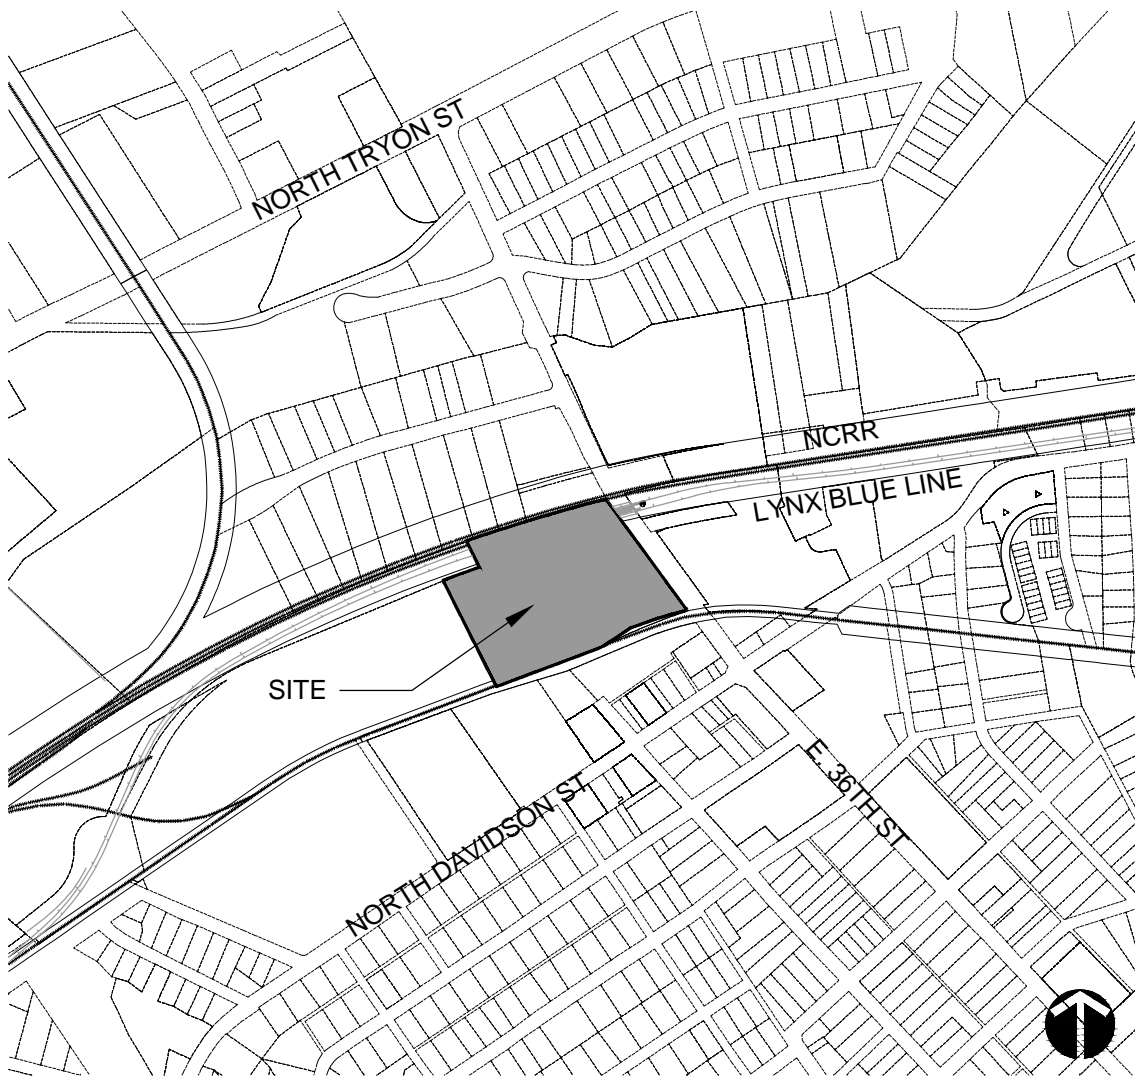 NORTH TRYON ST
NCRR
LYNX BLUE LINE
SITE
E. 36TH ST
NORTH DAVIDSON ST